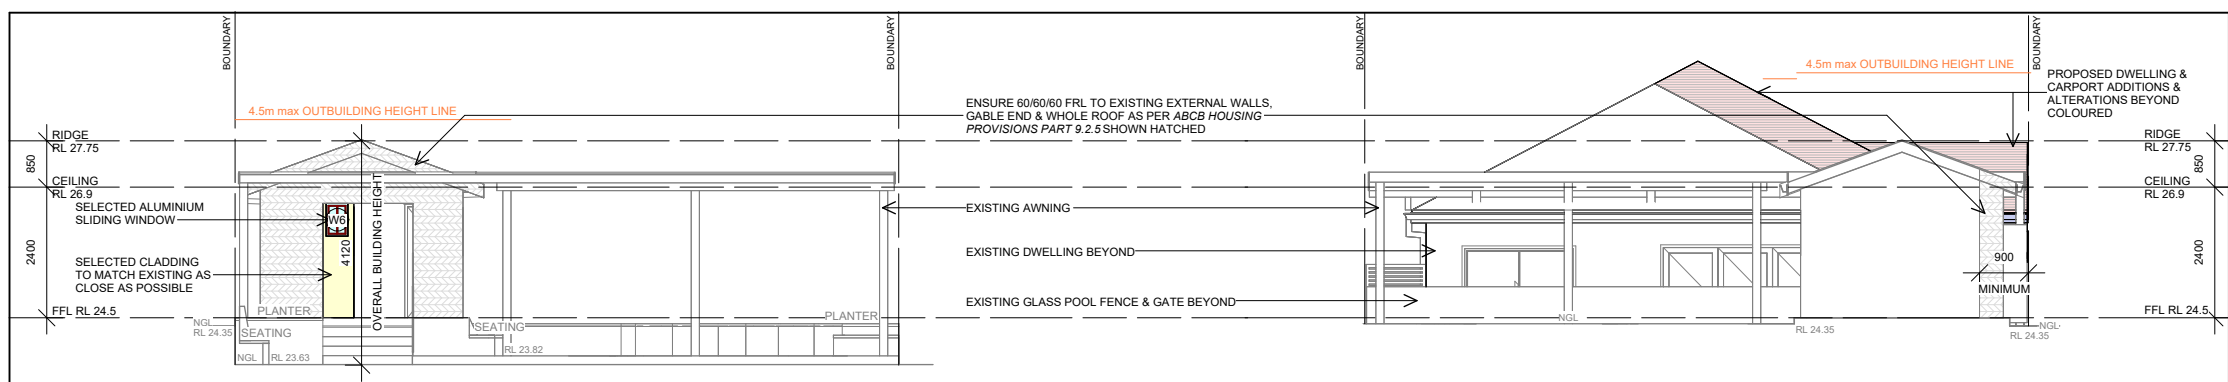 BOUNDARY
BOUNDARY
BOUNDARY
BOUNDARY
4.5m max OUTBUILDING HEIGHT LINE
RIDGE
RL 27.75
850
CEILING
RL 26.9
SELECTED ALUMINIUM
SLIDING WINDOW
W6
4120
OVERALL BUILDING HEIGHT
2400
SELECTED CLADDING
TO MATCH EXISTING AS
CLOSE AS POSSIBLE
FFL RL 24.5
PLANTER
NGL
RL 24.35
SEATING
NGL
RL 23.63
SEATING
RL 23.82
PLANTER
ENSURE 60/60/60 FRL TO EXISTING EXTERNAL WALLS,
GABLE END & WHOLE ROOF AS PER ABCB HOUSING
PROVISIONS PART 9.2.5 SHOWN HATCHED
EXISTING AWNING
EXISTING DWELLING BEYOND
EXISTING GLASS POOL FENCE & GATE BEYOND
4.5m max OUTBUILDING HEIGHT LINE
PROPOSED DWELLING &
CARPORT ADDITIONS &
ALTERATIONS BEYOND
COLOURED
RIDGE
RL 27.75
850
CEILING
RL 26.9
2400
900
MINIMUM
FFL RL 24.5
NGL
RL 24.35
NGL
RL 24.35